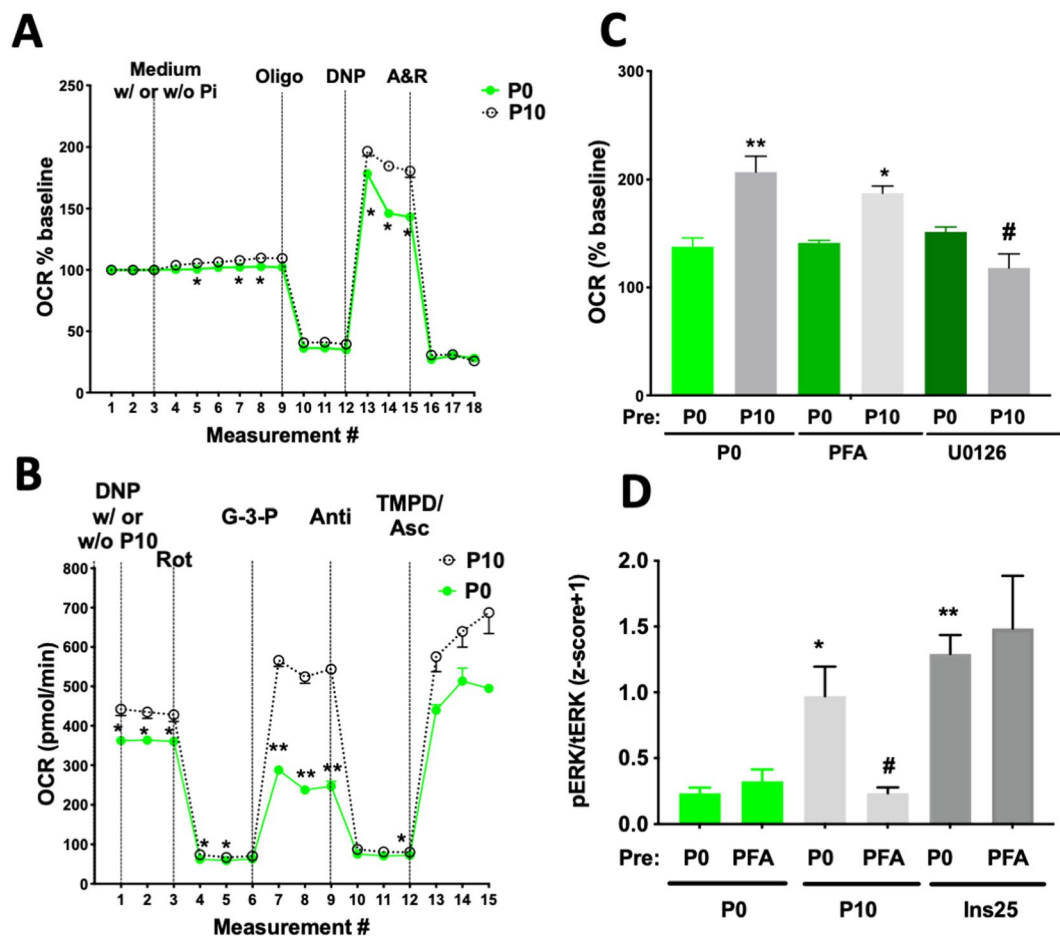 A
Medium
w/ or w/o Pi
Oligo
DNP
A&R
P0
P10
OCR % baseline
250
200
150
100
50
0
*
*
*
*
*
*
1 2 3 4 5 6 7 8 9 10 11 12 13 14 15 16 17 18
Measurement #
B
DNP
w/ or
w/o P10
Rot
G-3-P
Anti
TMPD/
Asc
P10
P0
OCR (pmol/min)
800
700
600
500
400
300
200
100
0
* * *
* *
** ** **
*
1 2 3 4 5 6 7 8 9 10 11 12 13 14 15
Measurement #
C
OCR (% baseline)
300
200
100
0
**
*
#
Pre: P0 P10 P0 P10 P0 P10
P0 PFA U0126
D
pERK/tERK (z-score+1)
2.0
1.5
1.0
0.5
0.0
*
#
**
Pre: P0 PFA P0 PFA P0 PFA
P0 P10 Ins25